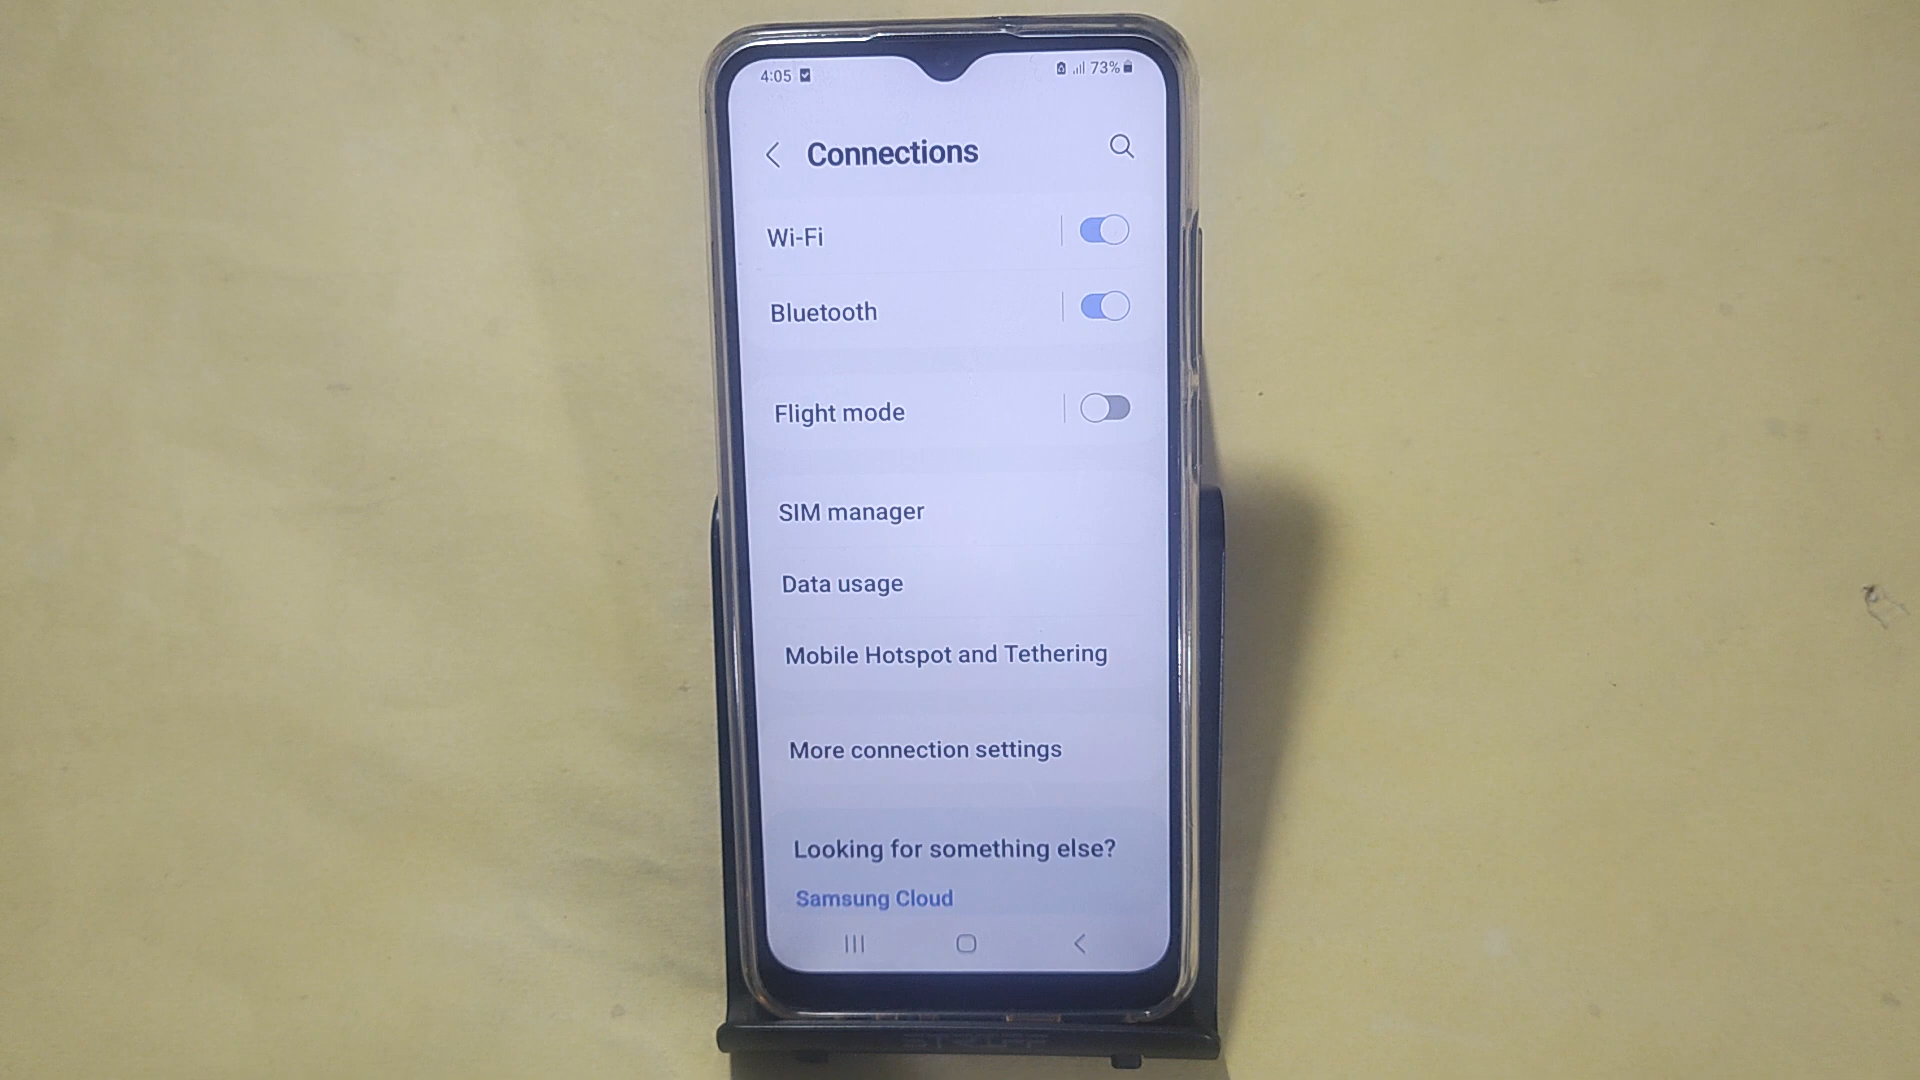 4:05
73%
Connections
Wi-Fi
Bluetooth
Flight mode
SIM manager
Data usage
Mobile Hotspot and Tethering
More connection settings
Looking for something else?
Samsung Cloud